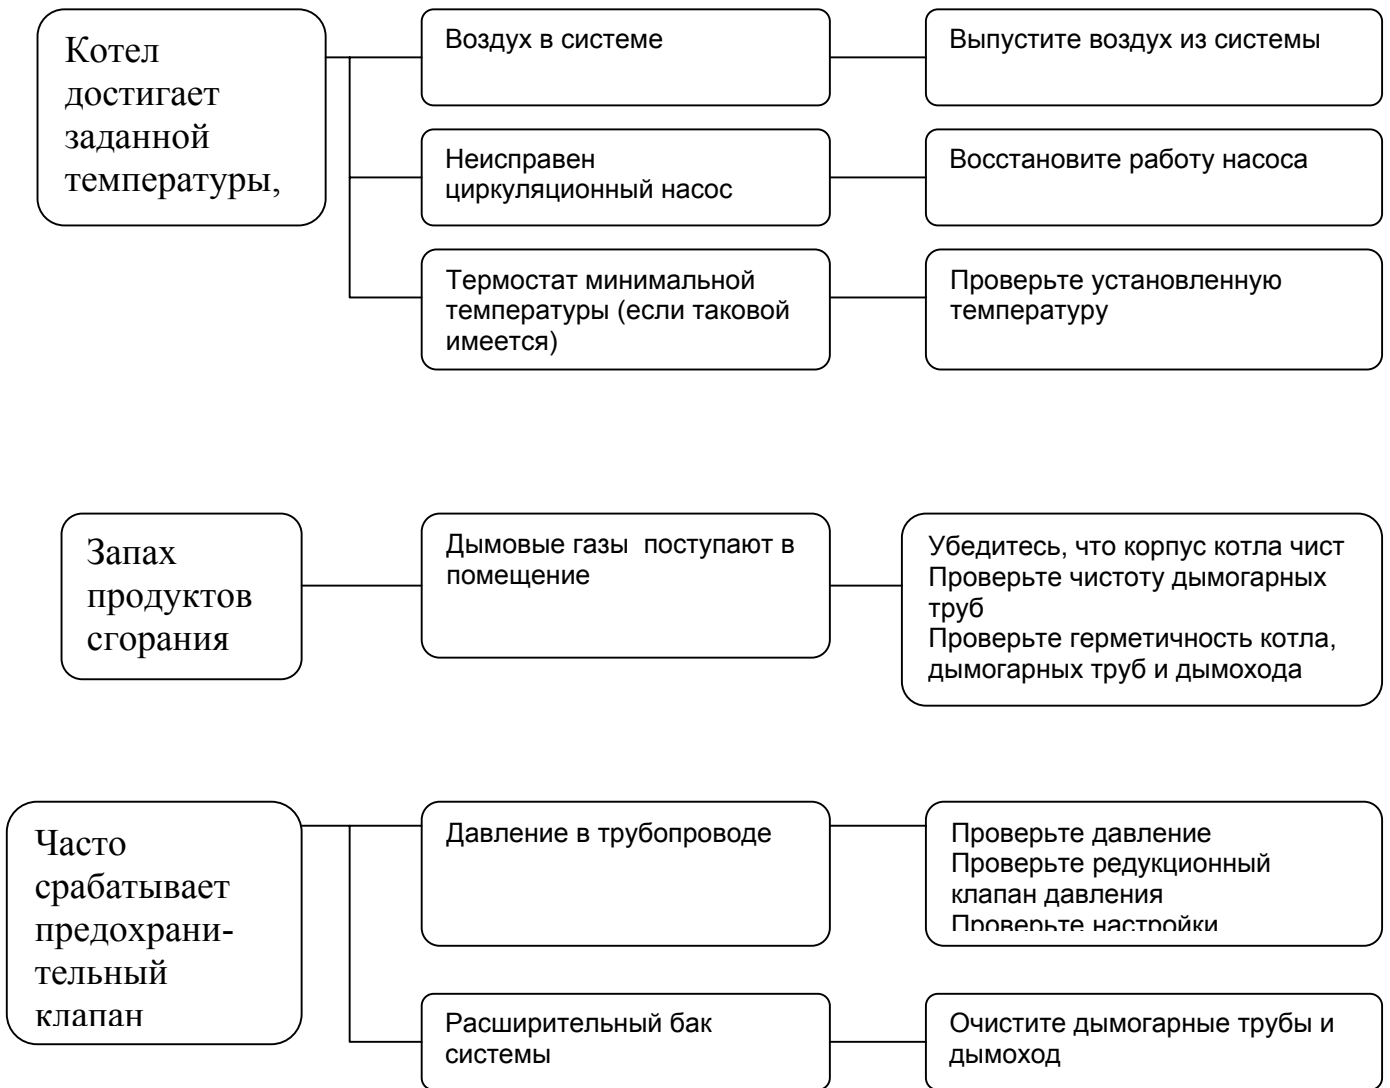 Котел
достигает
заданной
температуры,
Воздух в системе
Выпустите воздух из системы
Неисправен
циркуляционный насос
Восстановите работу насоса
Термостат минимальной
температуры (если таковой
имеется)
Проверьте установленную
температуру
Запах
продуктов
сгорания
Дымовые газы поступают в
помещение
Убедитесь, что корпус котла чист
Проверьте чистоту дымогарных
труб
Проверьте герметичность котла,
дымогарных труб и дымохода
Часто
срабатывает
предохрани-
тельный
клапан
Давление в трубопроводе
Проверьте давление
Проверьте редукционный
клапан давления
Проверьте настройки
Расширительный бак
системы
Очистите дымогарные трубы и
дымоход